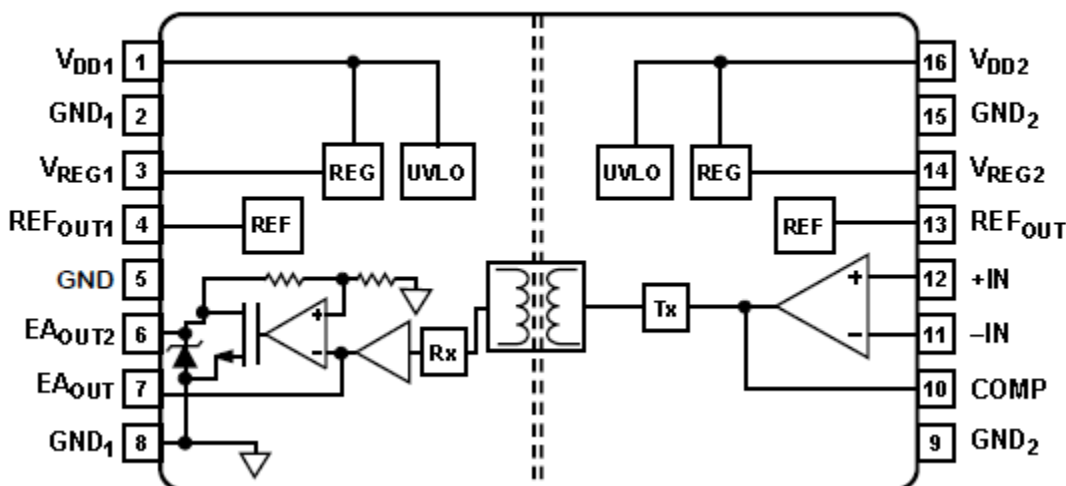 VDD1 1
GND1 2
VREG1 3
REFOUT1 4
GND 5
EAOUT2 6
EAOUT 7
GND1 8
REG
UVLO
REF
+
−
Rx
UVLO
REG
REF
Tx
+
−
16 VDD2
15 GND2
14 VREG2
13 REFOUT
12 +IN
11 −IN
10 COMP
9 GND2